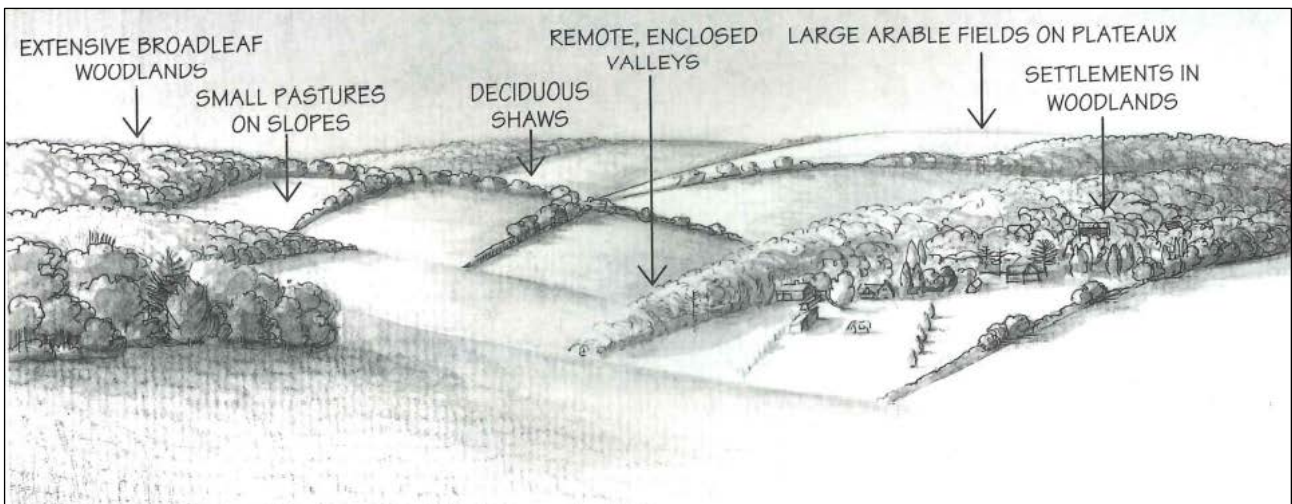 EXTENSIVE BROADLEAF
WOODLANDS
SMALL PASTURES
ON SLOPES
DECIDUOUS
SHAWS
REMOTE, ENCLOSED
VALLEYS
LARGE ARABLE FIELDS ON PLATEAUX
SETTLEMENTS IN
WOODLANDS